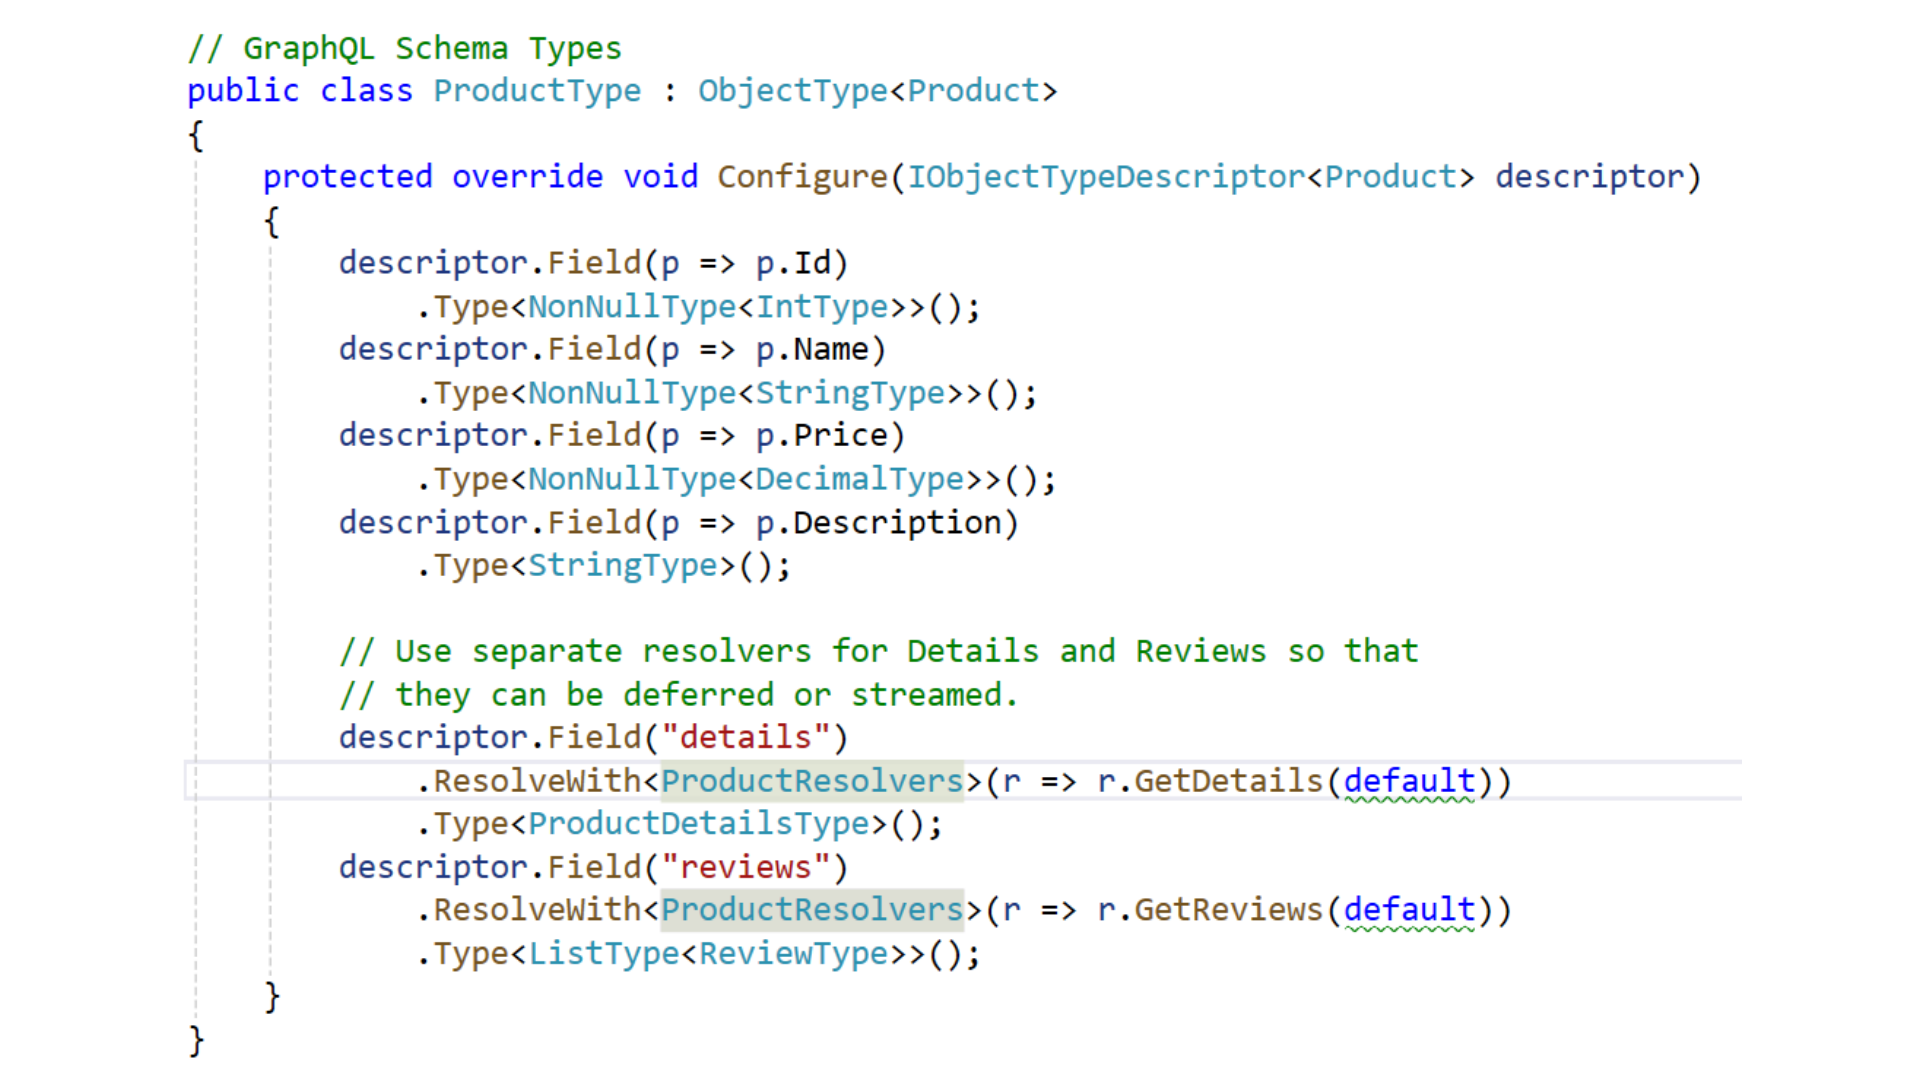 // GraphQL Schema Types
public class ProductType : ObjectType<Product>
{
    protected override void Configure(IObjectTypeDescriptor<Product> descriptor)
    {
        descriptor.Field(p => p.Id)
            .Type<NonNullType<IntType>>();
        descriptor.Field(p => p.Name)
            .Type<NonNullType<StringType>>();
        descriptor.Field(p => p.Price)
            .Type<NonNullType<DecimalType>>();
        descriptor.Field(p => p.Description)
            .Type<StringType>();

        // Use separate resolvers for Details and Reviews so that
        // they can be deferred or streamed.
        descriptor.Field("details")
            .ResolveWith<ProductResolvers>(r => r.GetDetails(default))
            .Type<ProductDetailsType>();
        descriptor.Field("reviews")
            .ResolveWith<ProductResolvers>(r => r.GetReviews(default))
            .Type<ListType<ReviewType>>();
    }
}